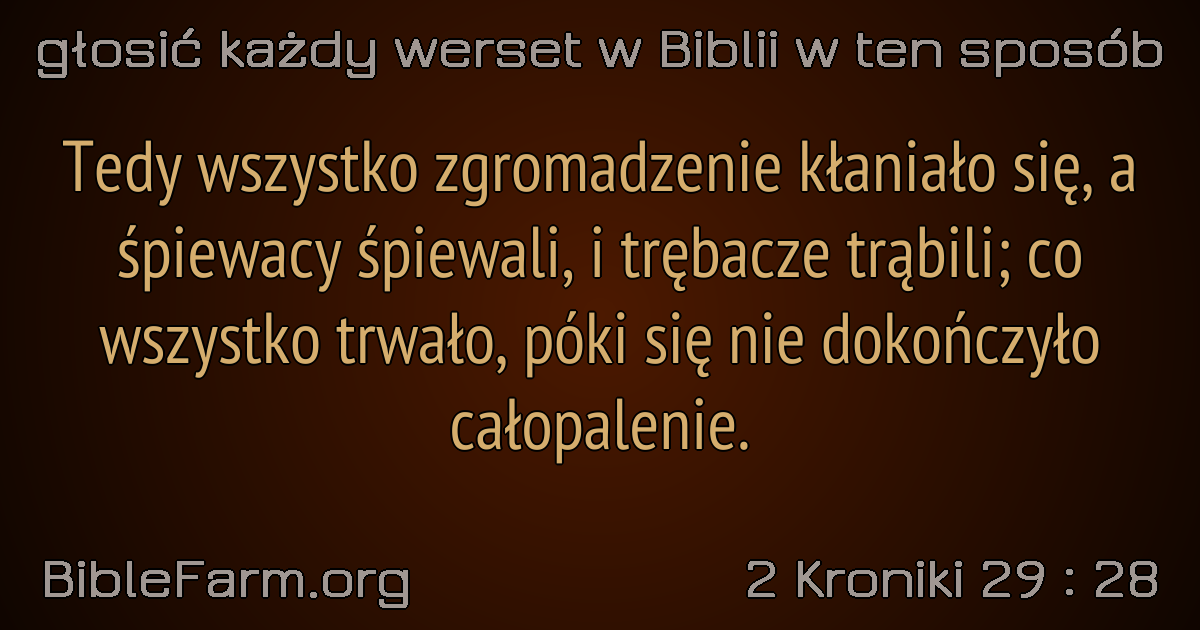 głosić każdy werset w Biblii w ten sposób
Tedy wszystko zgromadzenie kłaniało się, a
śpiewacy śpiewali, i trębacze trąbili; co
wszystko trwało, póki się nie dokończyło
całopalenie.
BibleFarm.org
2 Kroniki 29 : 28